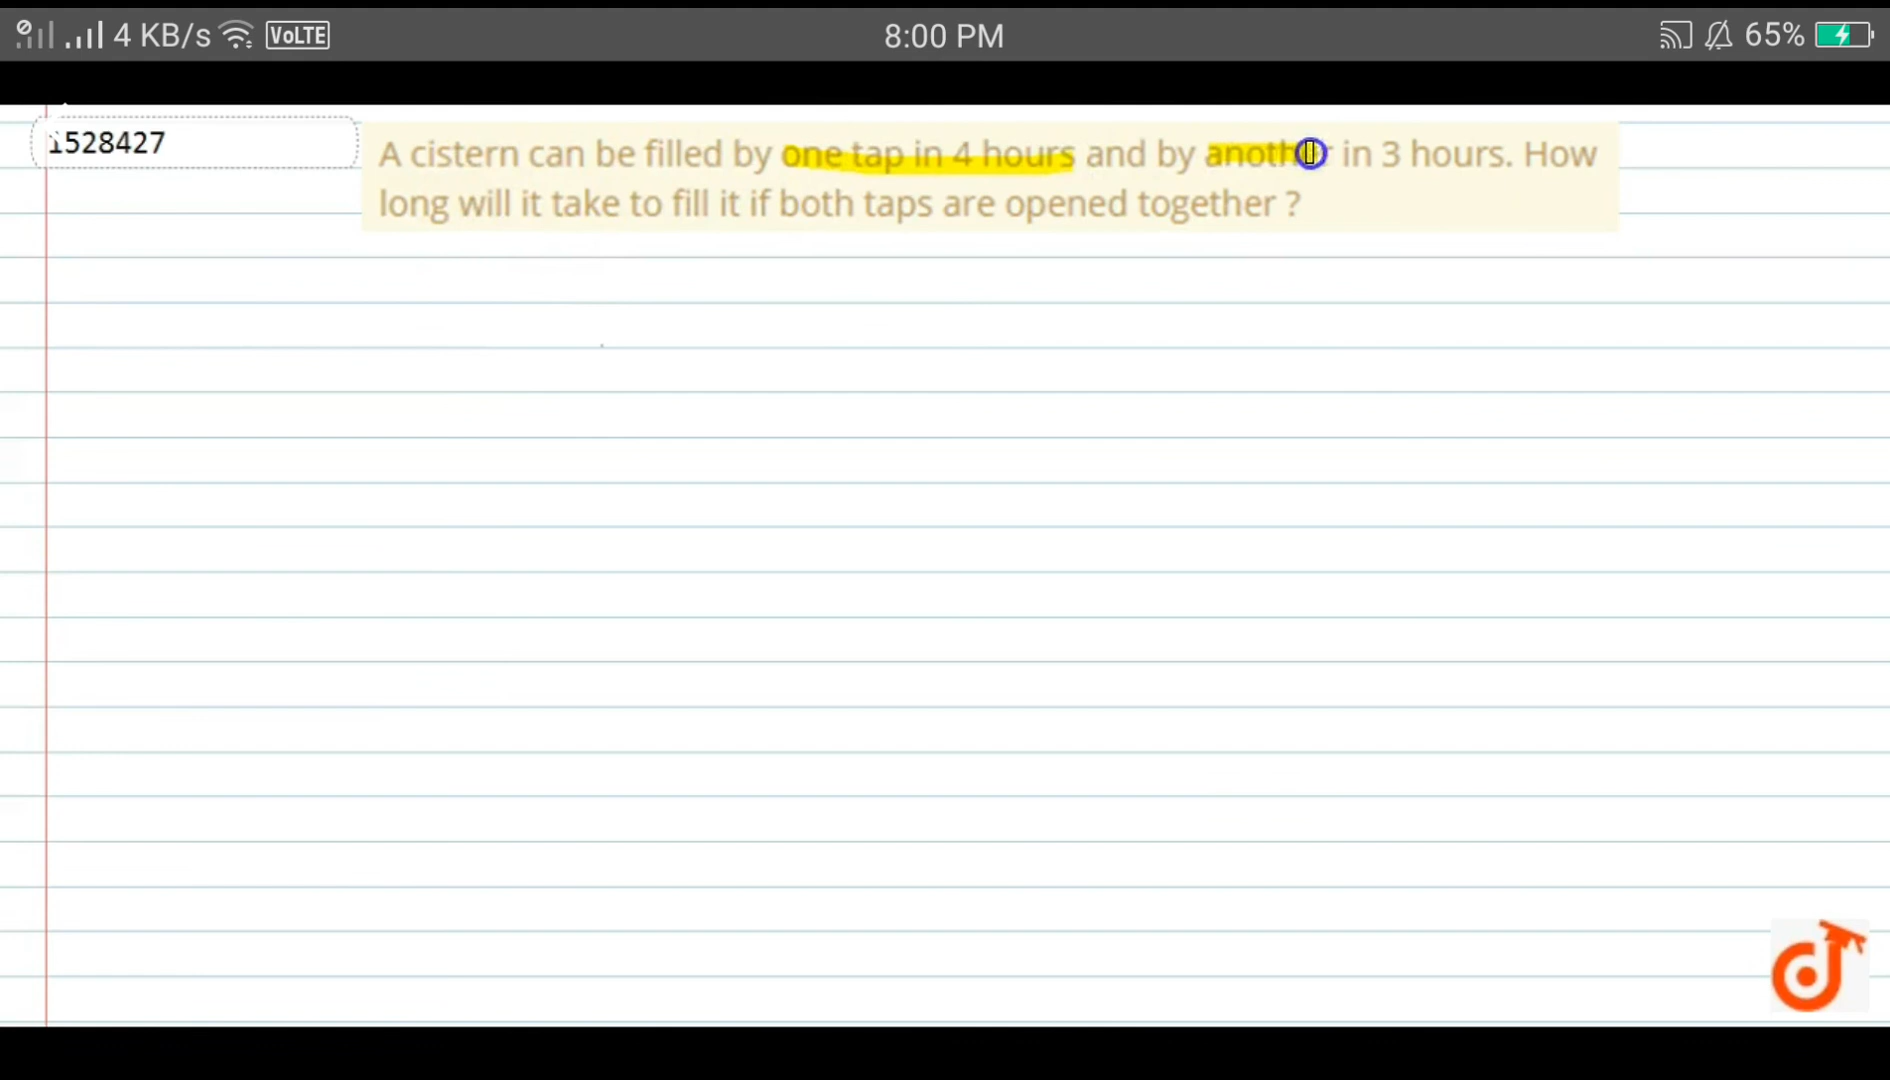 4 KB/s VoLTE 8:00 PM 65%
1528427
A cistern can be filled by one tap in 4 hours and by another in 3 hours. How
long will it take to fill it if both taps are opened together ?